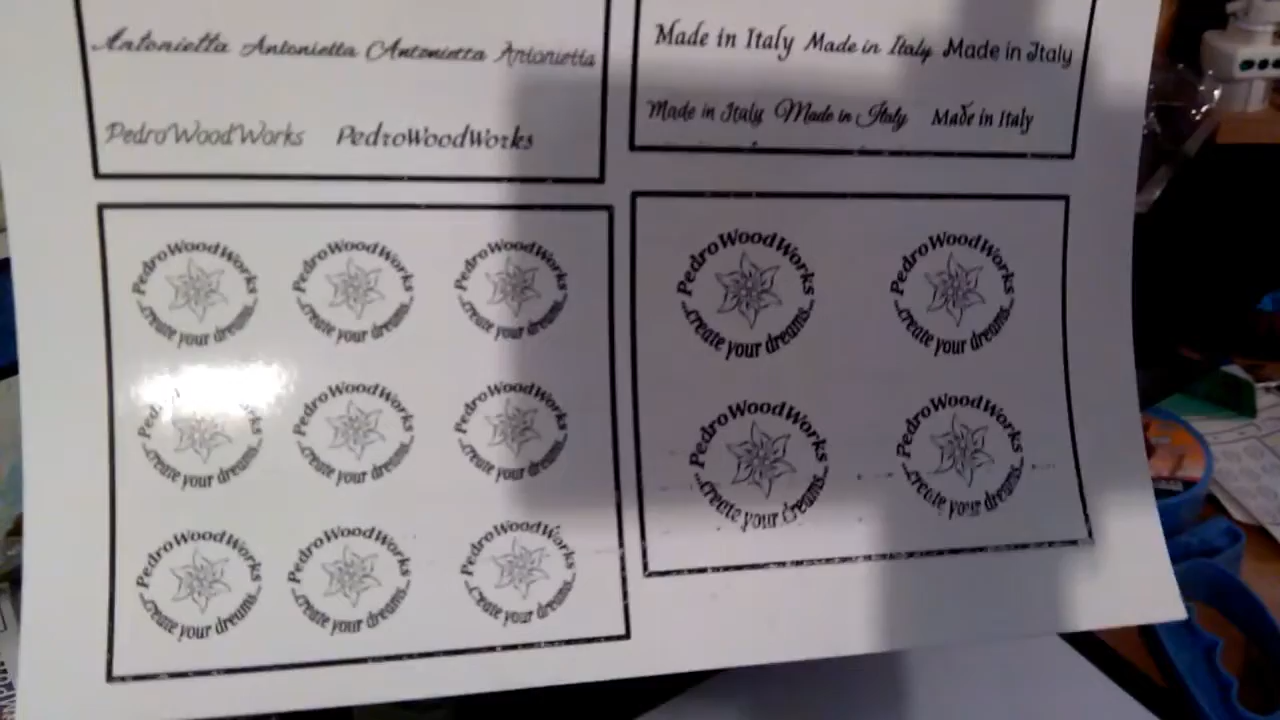 Antonietta Antonietta Antonietta Antonietta
PedroWoodWorks PedroWoodWorks
Made in Italy Made in Italy Made in Italy
Made in Italy Made in Italy Made in Italy
PedroWoodWorks
...create your dreams...
PedroWoodWorks
...create your dreams...
PedroWoodWorks
...create your dreams...
PedroWoodWorks
...create your dreams...
PedroWoodWorks
...create your dreams...
PedroWoodWorks
...create your dreams...
PedroWoodWorks
...create your dreams...
PedroWoodWorks
...create your dreams...
PedroWoodWorks
...create your dreams...
PedroWoodWorks
...create your dreams...
PedroWoodWorks
...create your dreams...
PedroWoodWorks
...create your dreams...
...create your dreams...